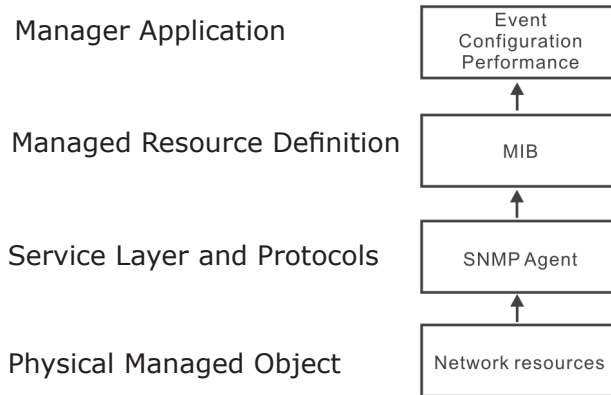 Manager Application
Event
Configuration
Performance
Managed Resource Definition
MIB
Service Layer and Protocols
SNMP Agent
Physical Managed Object
Network resources